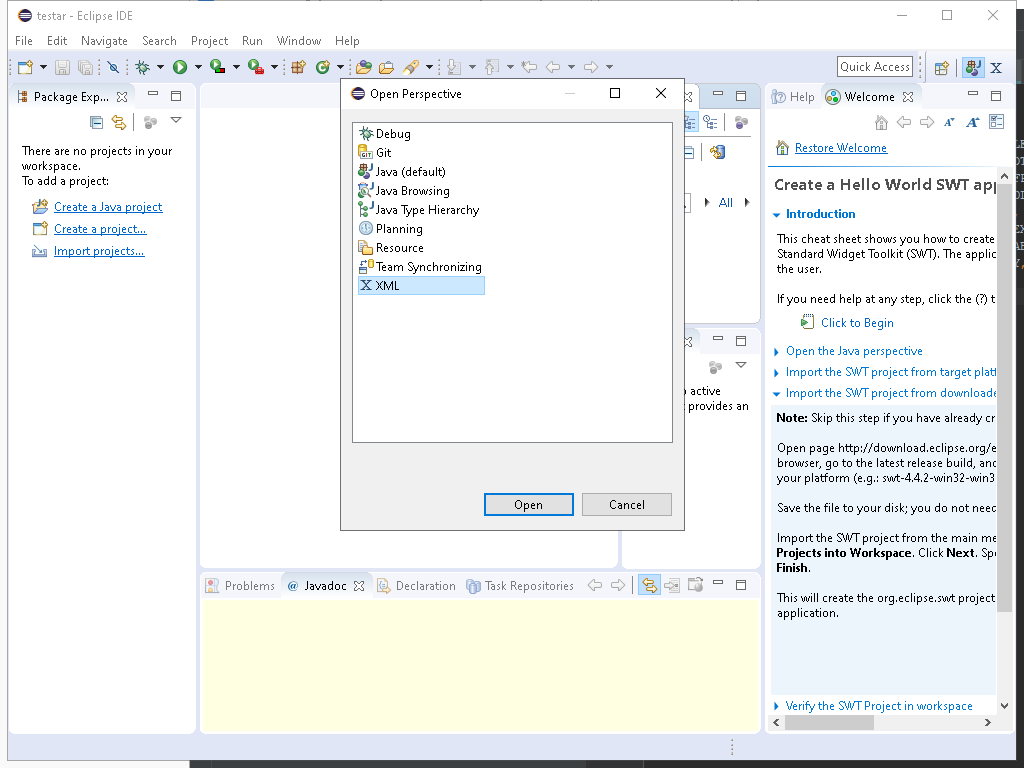 testar - Eclipse IDE
File Edit Navigate Search Project Run Window Help
Quick Access
Package Exp...
There are no projects in your
workspace.
To add a project:
Create a Java project
Create a project...
Import projects...
Open Perspective
Debug
Git
Java (default)
Java Browsing
Java Type Hierarchy
Planning
Resource
Team Synchronizing
XML
Open Cancel
All
active
provides an
Help Welcome
Restore Welcome
Create a Hello World SWT app
Introduction
This cheat sheet shows you how to create
Standard Widget Toolkit (SWT). The applic
the user.
If you need help at any step, click the (?) t
Click to Begin
Open the Java perspective
Import the SWT project from target platf
Import the SWT project from downloade
Note: Skip this step if you have already cr
Open page http://download.eclipse.org/e
browser, go to the latest release build, and
your platform (e.g.: swt-4.4.2-win32-win3
Save the file to your disk; you do not need
Import the SWT project from the main me
Projects into Workspace. Click Next. Spe
Finish.
This will create the org.eclipse.swt project
application.
Verify the SWT Project in workspace
Problems @ Javadoc Declaration Task Repositories